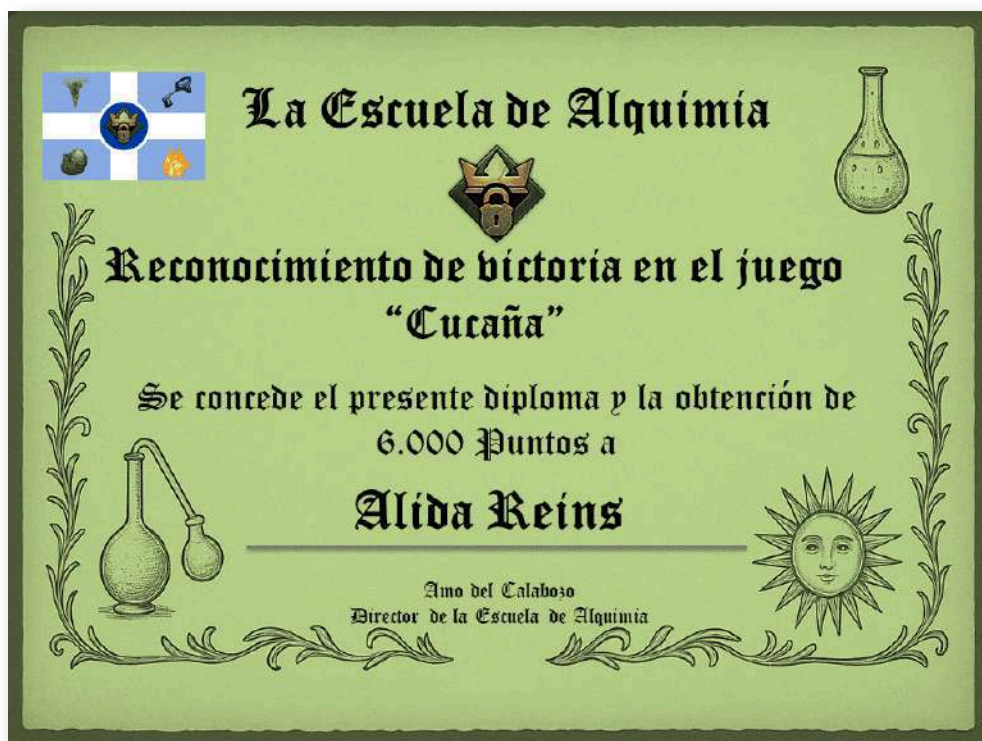 La Escuela de Alquimia
Reconocimiento de victoria en el juego
“Cucaña”
Se concede el presente diploma y la obtención de
6.000 Puntos a
Alida Reins
Amo del Calabozo
Director de la Escuela de Alquimia